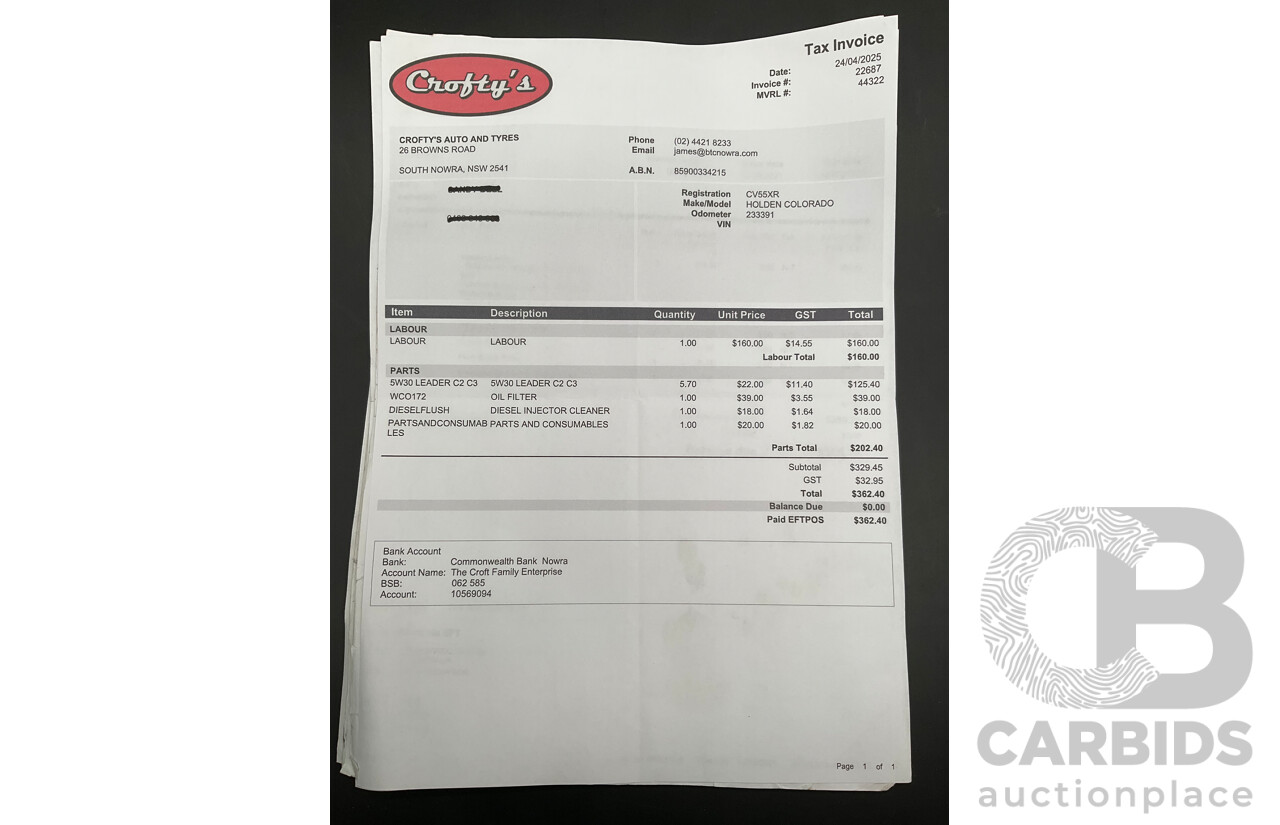 Tax Invoice
Crofty's
Date: 24/04/2025
Invoice #: 22687
MVRL #: 44322
CROFTY'S AUTO AND TYRES
26 BROWNS ROAD
SOUTH NOWRA, NSW 2541
Phone (02) 4421 8233
Email james@btcnowra.com
A.B.N. 85900334215
Registration CV55XR
Make/Model HOLDEN COLORADO
Odometer 233391
VIN
Item Description Quantity Unit Price GST Total
LABOUR
LABOUR LABOUR 1.00 $160.00 $14.55 $160.00
Labour Total $160.00
PARTS
5W30 LEADER C2 C3 5W30 LEADER C2 C3 5.70 $22.00 $11.40 $125.40
WCO172 OIL FILTER 1.00 $39.00 $3.55 $39.00
DIESELFLUSH DIESEL INJECTOR CLEANER 1.00 $18.00 $1.64 $18.00
PARTSANDCONSUMAB PARTS AND CONSUMABLES 1.00 $20.00 $1.82 $20.00
LES
Parts Total $202.40
Subtotal $329.45
GST $32.95
Total $362.40
Balance Due $0.00
Paid EFTPOS $362.40
Bank Account
Bank: Commonwealth Bank Nowra
Account Name: The Croft Family Enterprise
BSB: 062 585
Account: 10569094
Page 1 of 1
CB
CARBIDS
auctionplace